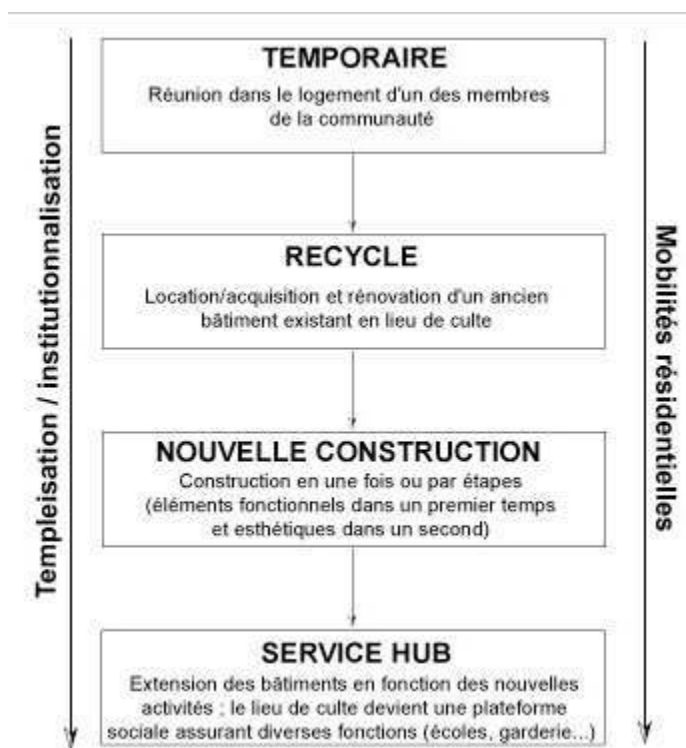 TEMPORAIRE
Réunion dans le logement d'un des membres
de la communauté
RECYCLE
Location/acquisition et rénovation d'un ancien
bâtiment existant en lieu de culte
NOUVELLE CONSTRUCTION
Construction en une fois ou par étapes
(éléments fonctionnels dans un premier temps
et esthétiques dans un second)
SERVICE HUB
Extension des bâtiments en fonction des nouvelles
activités ; le lieu de culte devient une plateforme
sociale assurant diverses fonctions (écoles, garderie...)
Templeisation / institutionnalisation
Mobilités résidentielles